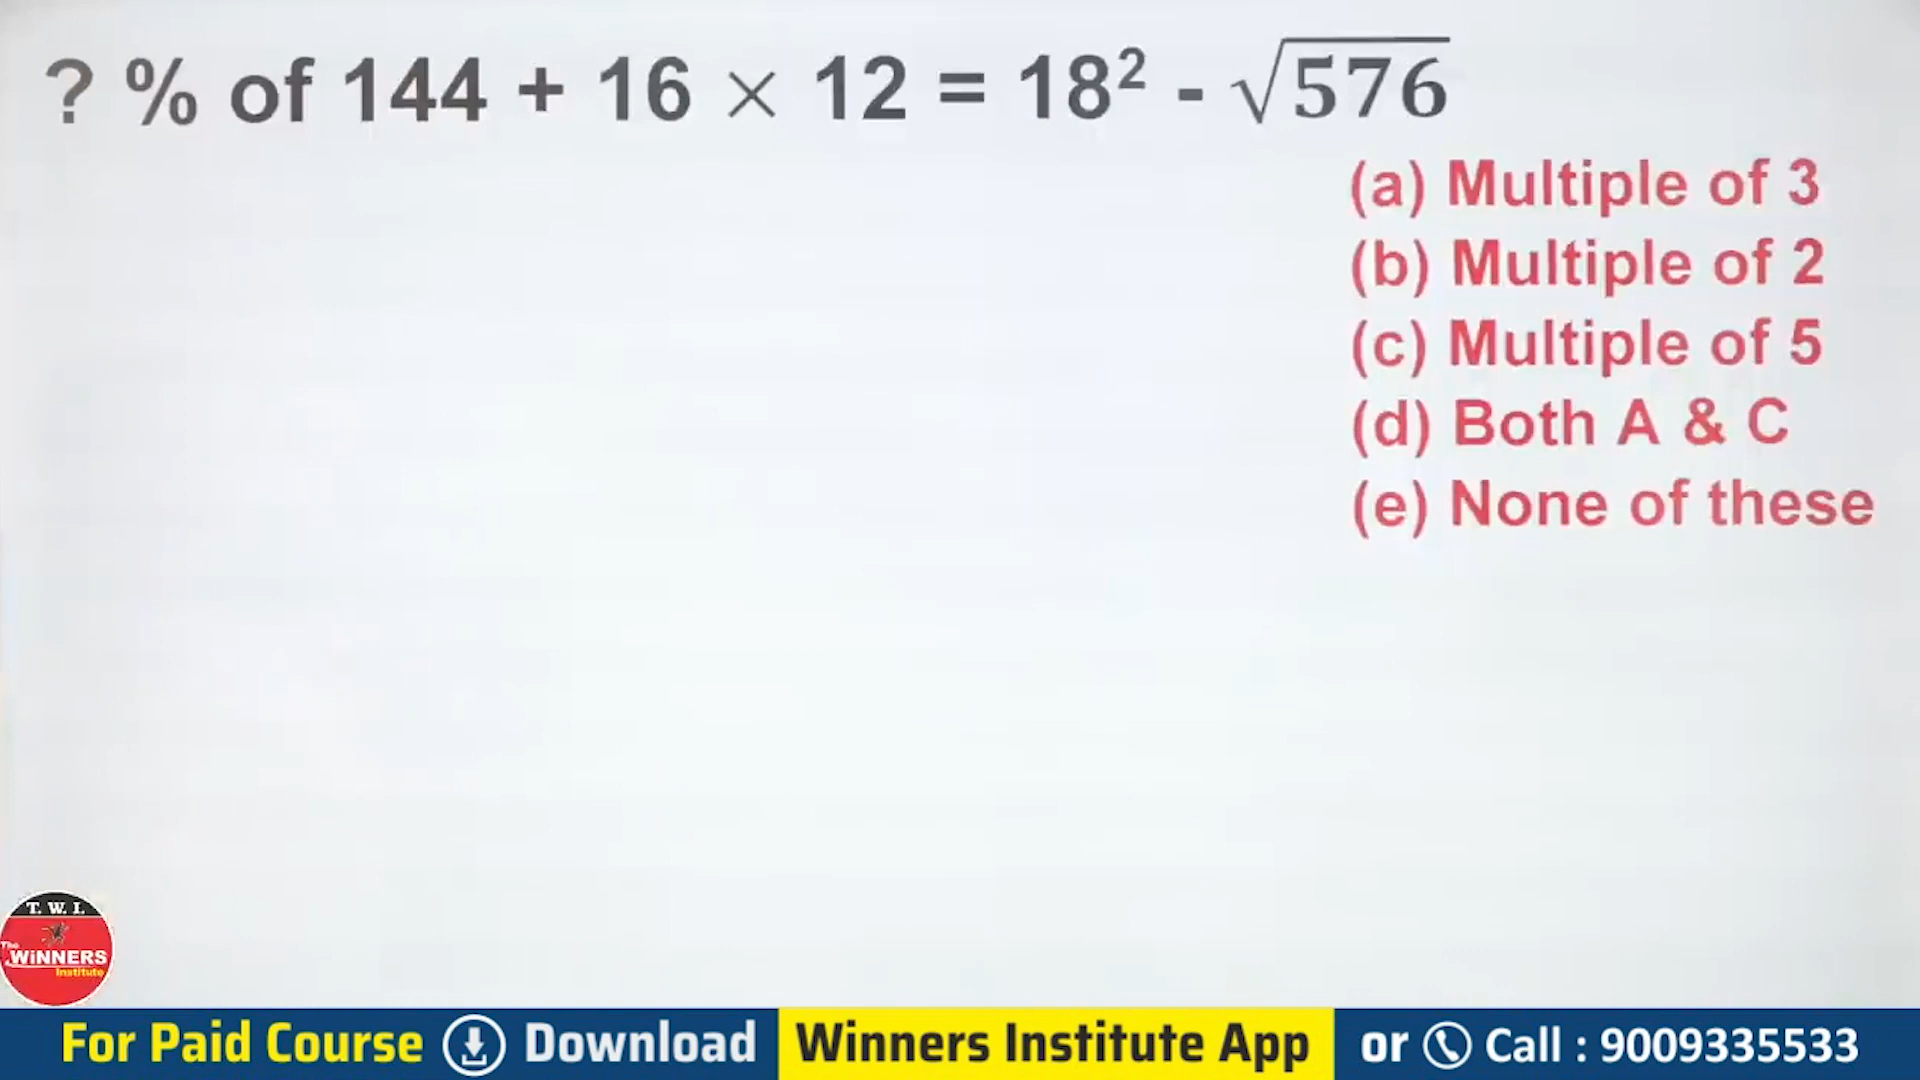 ? % of 144 + 16 × 12 = 18² - √576
(a) Multiple of 3
(b) Multiple of 2
(c) Multiple of 5
(d) Both A & C
(e) None of these
T. W. I.
The
WiNNERS
Institute
For Paid Course Download Winners Institute App or Call : 9009335533